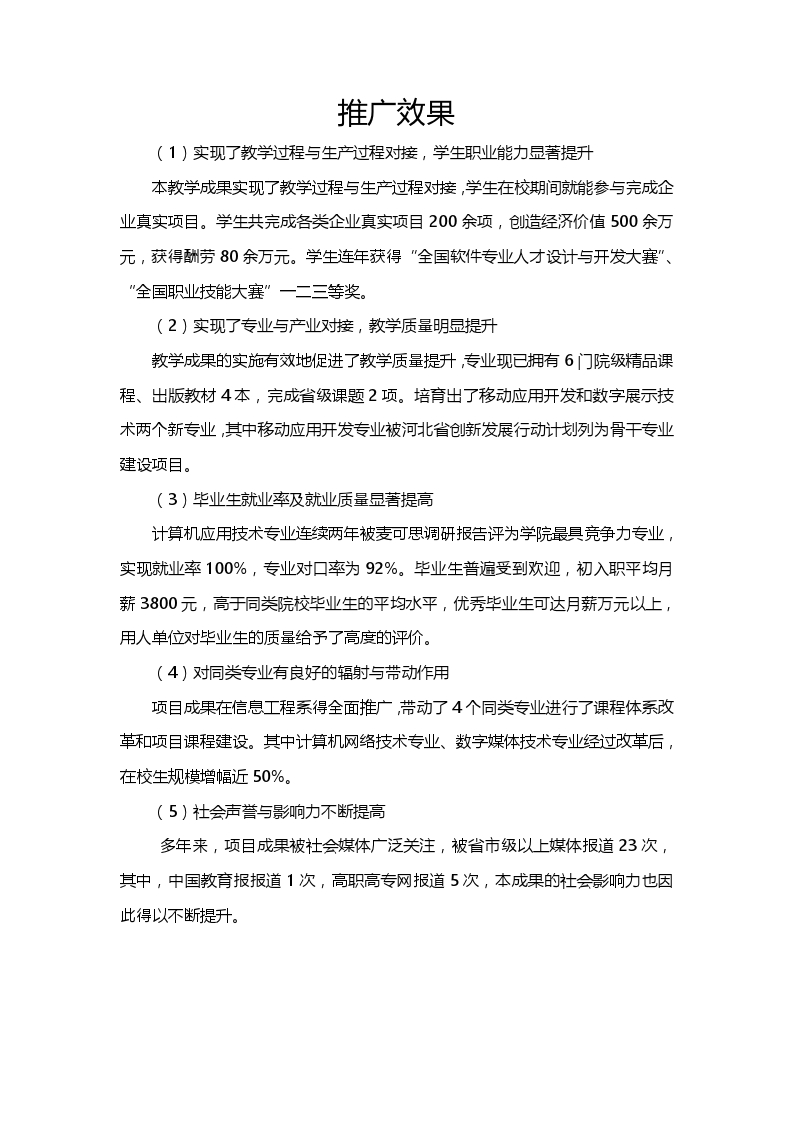 推广效果
（1）实现了教学过程与生产过程对接，学生职业能力显著提升
本教学成果实现了教学过程与生产过程对接，学生在校期间就能参与完成企
业真实项目。学生共完成各类企业真实项目 200 余项，创造经济价值 500 余万
元，获得酬劳 80 余万元。学生连年获得“全国软件专业人才设计与开发大赛”、
“全国职业技能大赛”一二三等奖。
（2）实现了专业与产业对接，教学质量明显提升
教学成果的实施有效地促进了教学质量提升，专业现已拥有 6 门院级精品课
程、出版教材 4 本，完成省级课题 2 项。培育出了移动应用开发和数字展示技
术两个新专业，其中移动应用开发专业被河北省创新发展行动计划列为骨干专业
建设项目。
（3）毕业生就业率及就业质量显著提高
计算机应用技术专业连续两年被麦可思调研报告评为学院最具竞争力专业，
实现就业率 100%，专业对口率为 92%。毕业生普遍受到欢迎，初入职平均月
薪 3800 元，高于同类院校毕业生的平均水平，优秀毕业生可达月薪万元以上，
用人单位对毕业生的质量给予了高度的评价。
（4）对同类专业有良好的辐射与带动作用
项目成果在信息工程系得全面推广，带动了 4 个同类专业进行了课程体系改
革和项目课程建设。其中计算机网络技术专业、数字媒体技术专业经过改革后，
在校生规模增幅近 50%。
（5）社会声誉与影响力不断提高
多年来，项目成果被社会媒体广泛关注，被省市级以上媒体报道 23 次，
其中，中国教育报报道 1 次，高职高专网报道 5 次，本成果的社会影响力也因
此得以不断提升。